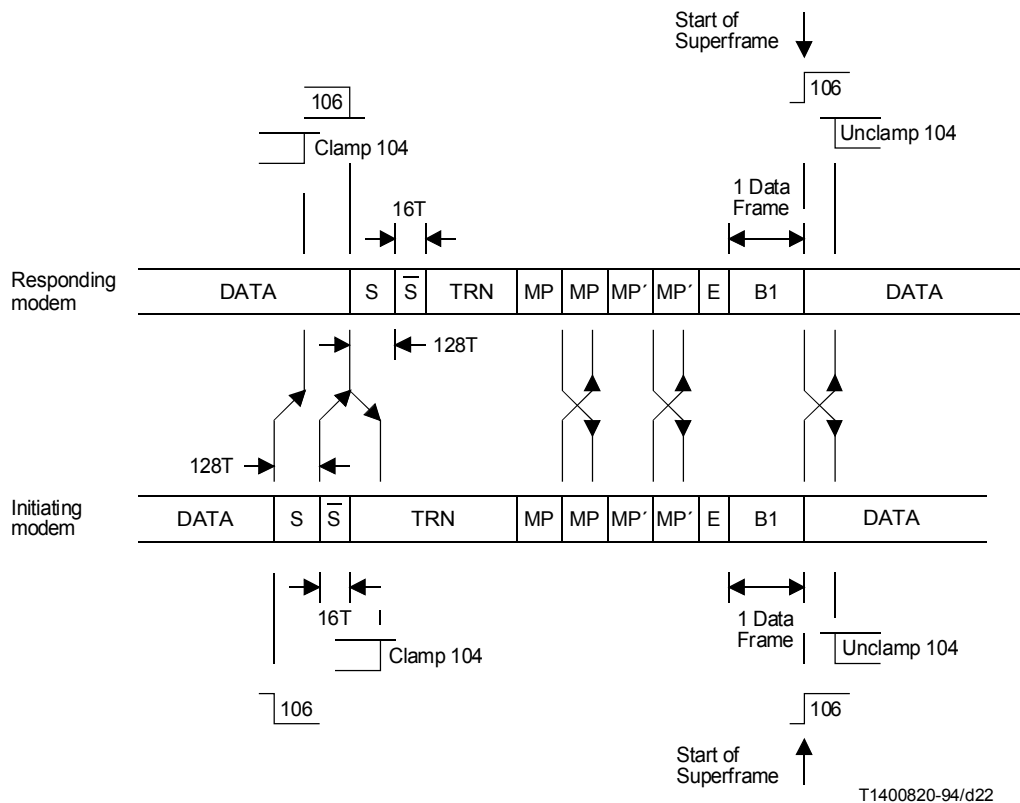 Start of
Superframe
106
106
Clamp 104
Unclamp 104
1 Data
Frame
16T
Responding
modem
DATA S S̅ TRN MP MP MP´ MP´ E B1 DATA
128T
128T
Initiating
modem
DATA S S̅ TRN MP MP MP´ MP´ E B1 DATA
16T
1 Data
Frame
Clamp 104
Unclamp 104
106
106
Start of
Superframe
T1400820-94/d22